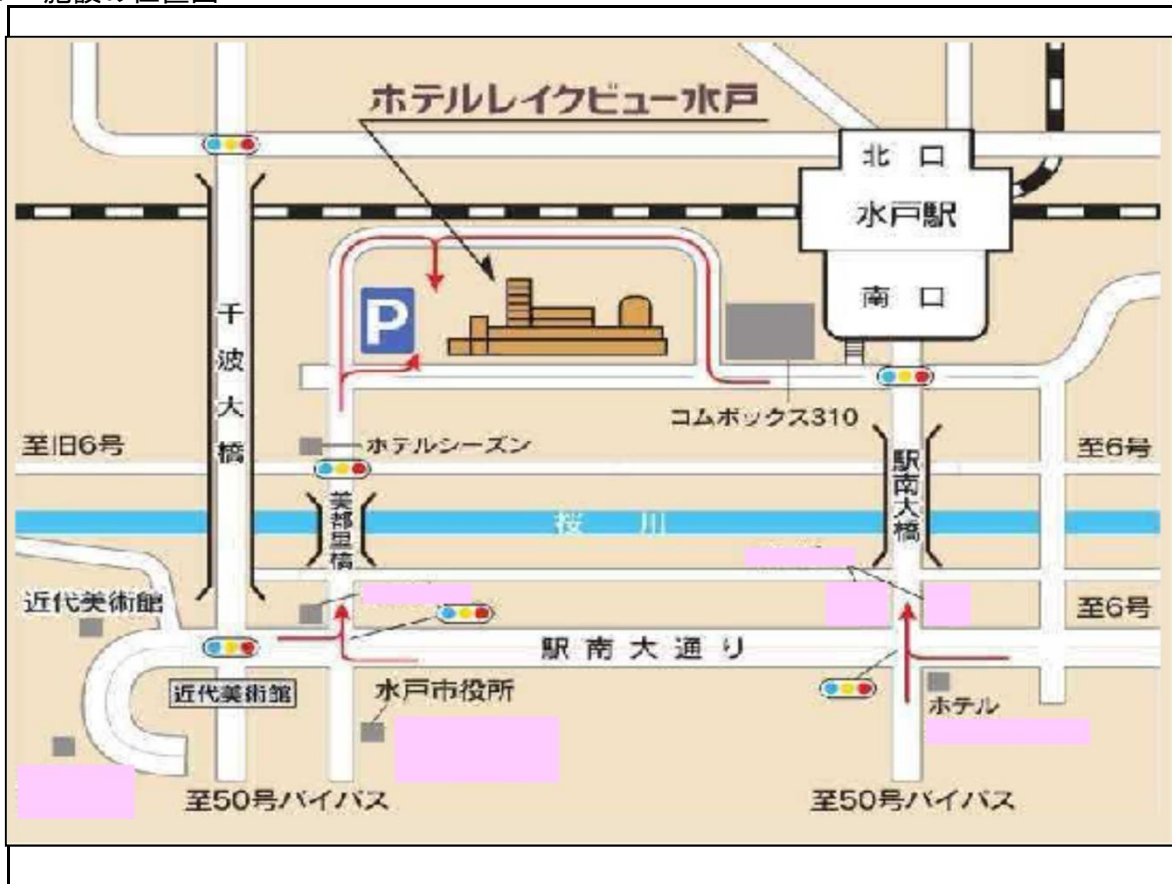 施設の位置図
ホテルレイクビュー水戸
北口
水戸駅
南口
千波大橋
P
コムボックス310
至旧6号
ホテルシーズン
至6号
駅南大橋
美都里橋
桜川
近代美術館
至6号
駅南大通り
近代美術館
水戸市役所
ホテル
至50号バイパス
至50号バイパス